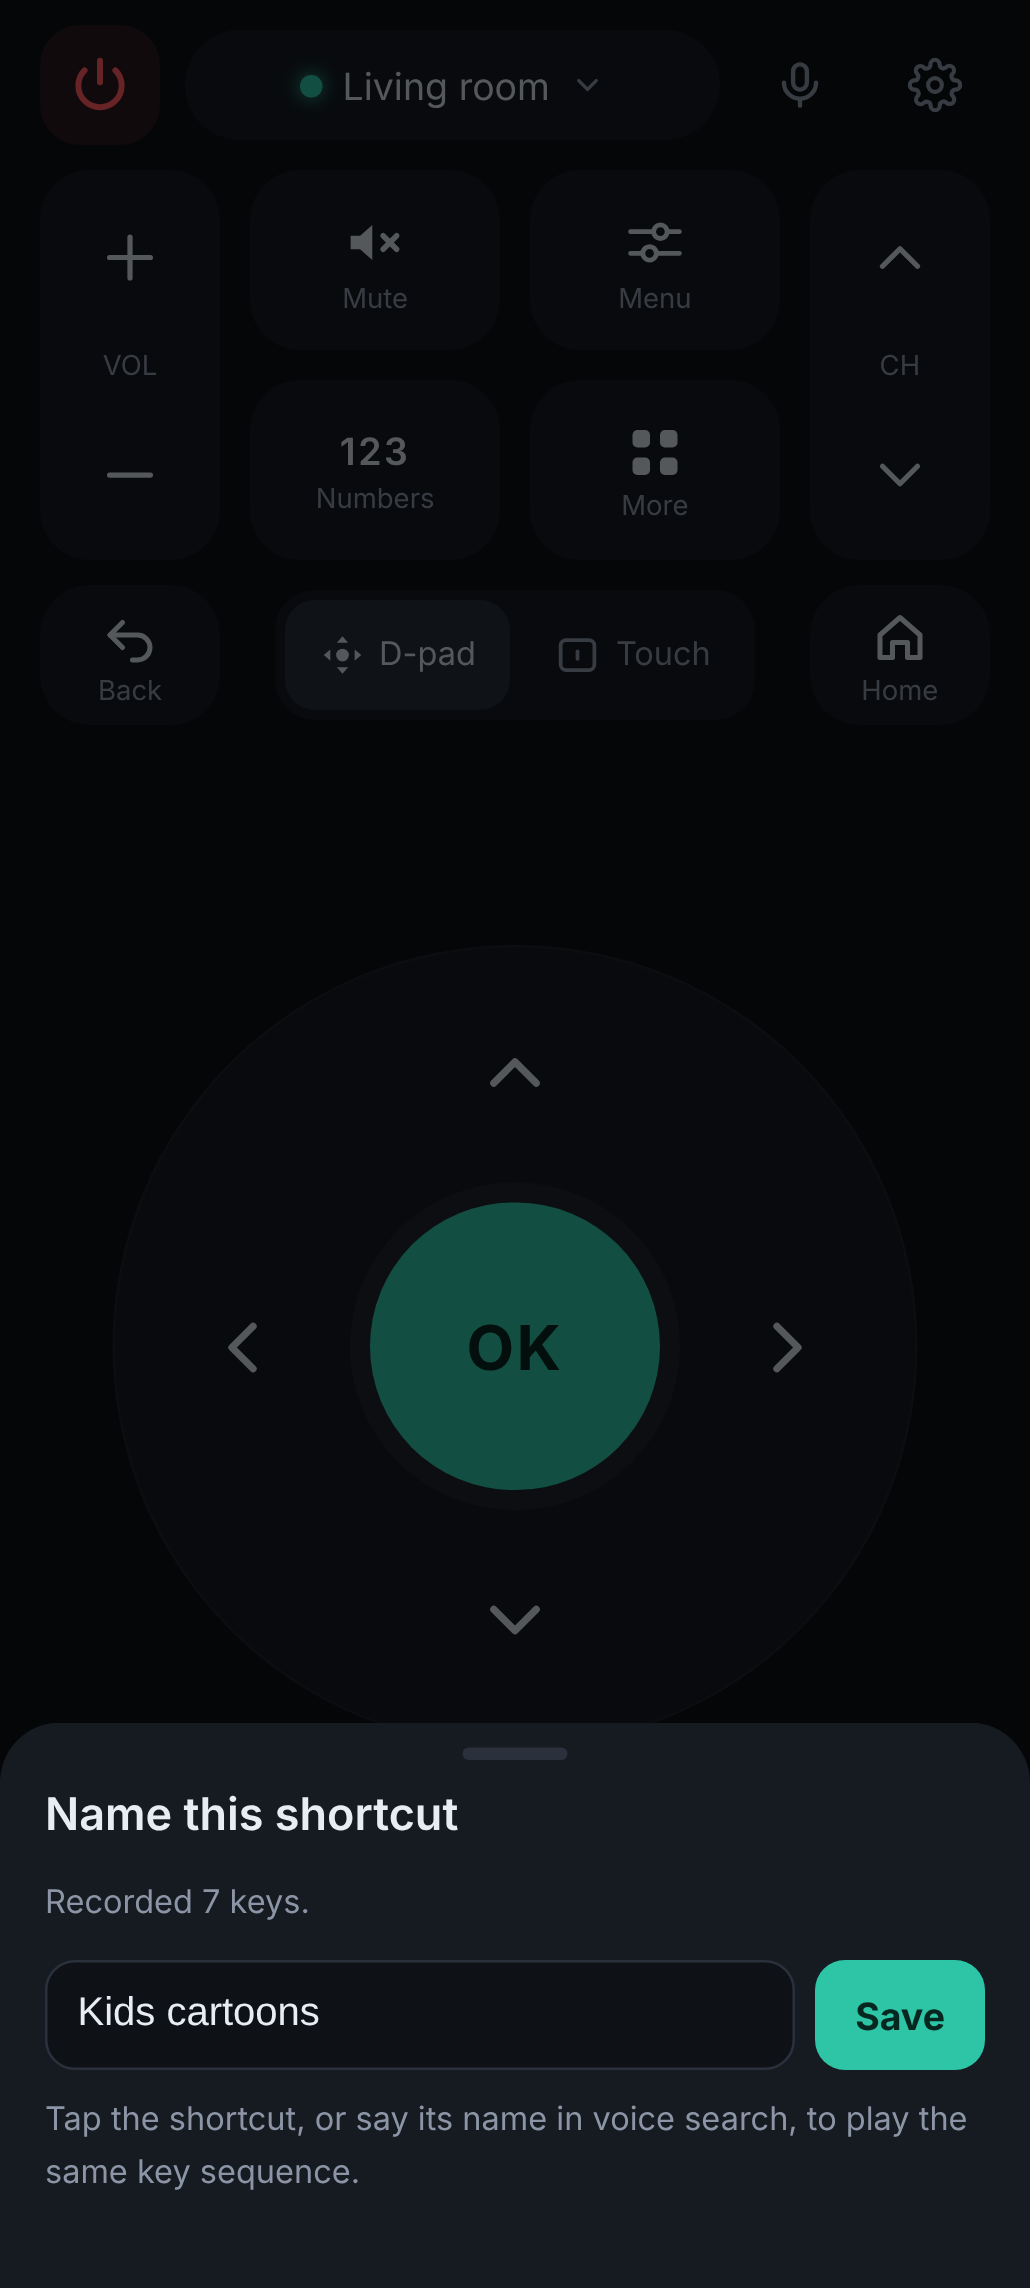 Living room
Mute
Menu
VOL
CH
123
Numbers
More
Back
D-pad
Touch
Home
OK
Name this shortcut
Recorded 7 keys.
Kids cartoons
Save
Tap the shortcut, or say its name in voice search, to play the
same key sequence.